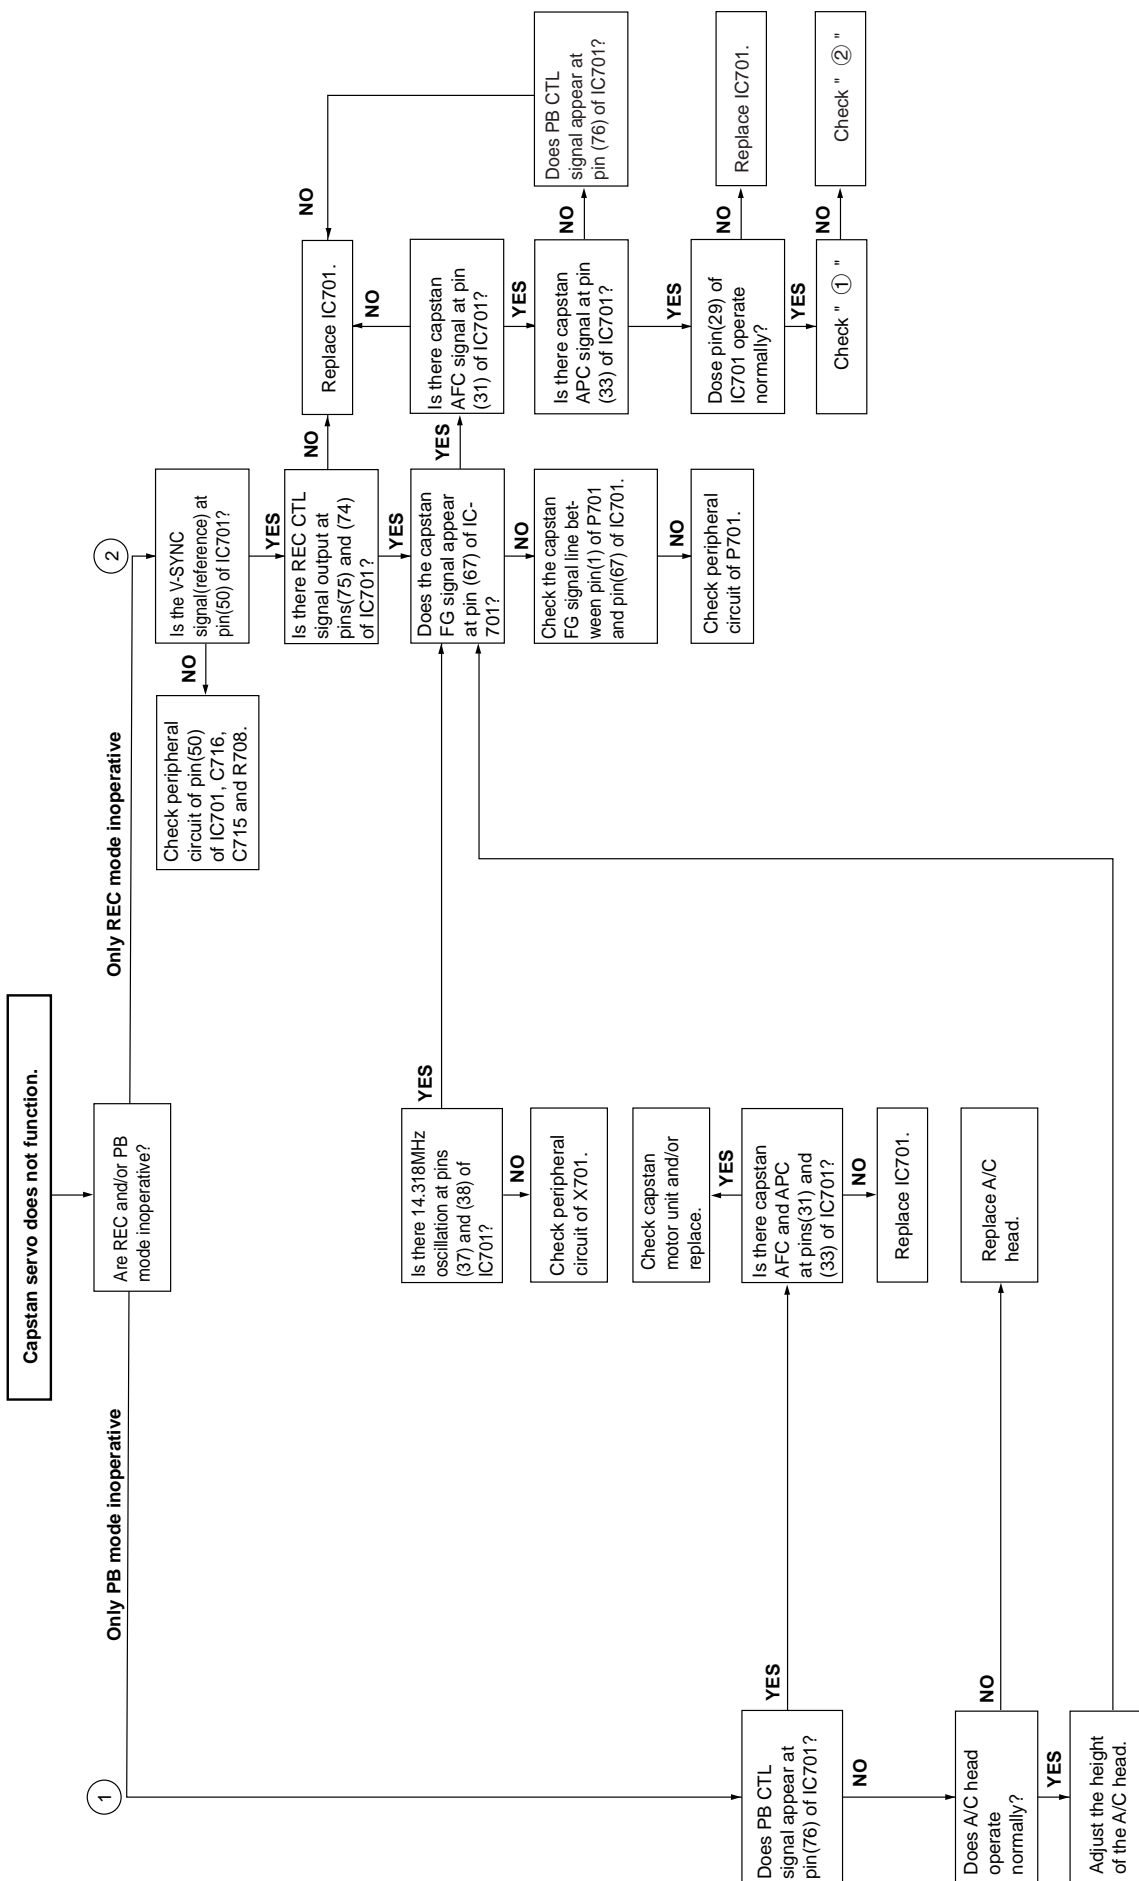 Capstan servo does not function.
Are REC and/or PB
mode inoperative?
Only PB mode inoperative
Only REC mode inoperative
1
2
Is the V-SYNC
signal(reference) at
pin(50) of IC701?
NO
YES
Check peripheral
circuit of pin(50)
of IC701, C716,
C715 and R708.
Is there REC CTL
signal output at
pins(75) and (74)
of IC701?
NO
YES
Replace IC701.
NO
NO
Is there 14.318MHz
oscillation at pins
(37) and (38) of
IC701?
YES
NO
Check peripheral
circuit of X701.
Does the capstan
FG signal appear
at pin (67) of IC-
701?
YES
NO
Is there capstan
AFC signal at pin
(31) of IC701?
YES
Check the capstan
FG signal line bet-
ween pin(1) of P701
and pin(67) of IC701.
NO
Check peripheral
circuit of P701.
Is there capstan
APC signal at pin
(33) of IC701?
NO
YES
Does PB CTL
signal appear at
pin (76) of IC701?
Dose pin(29) of
IC701 operate
normally?
NO
YES
Replace IC701.
Check " ① "
NO
Check " ② "
Does PB CTL
signal appear at
pin(76) of IC701?
YES
NO
Check capstan
motor unit and/or
replace.
YES
Is there capstan
AFC and APC
at pins(31) and
(33) of IC701?
NO
Replace IC701.
Does A/C head
operate
normally?
NO
YES
Replace A/C
head.
Adjust the height
of the A/C head.